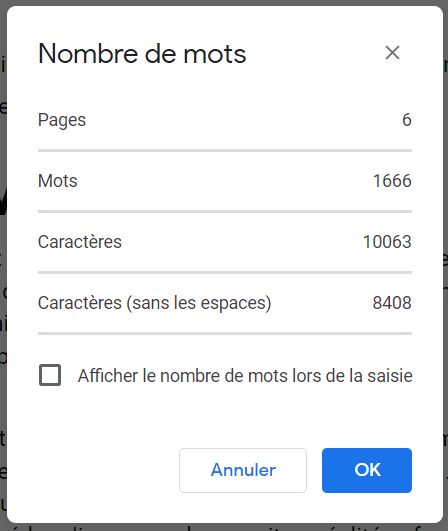 Nombre de mots
Pages 6
Mots 1666
Caractères 10063
Caractères (sans les espaces) 8408
Afficher le nombre de mots lors de la saisie
Annuler OK